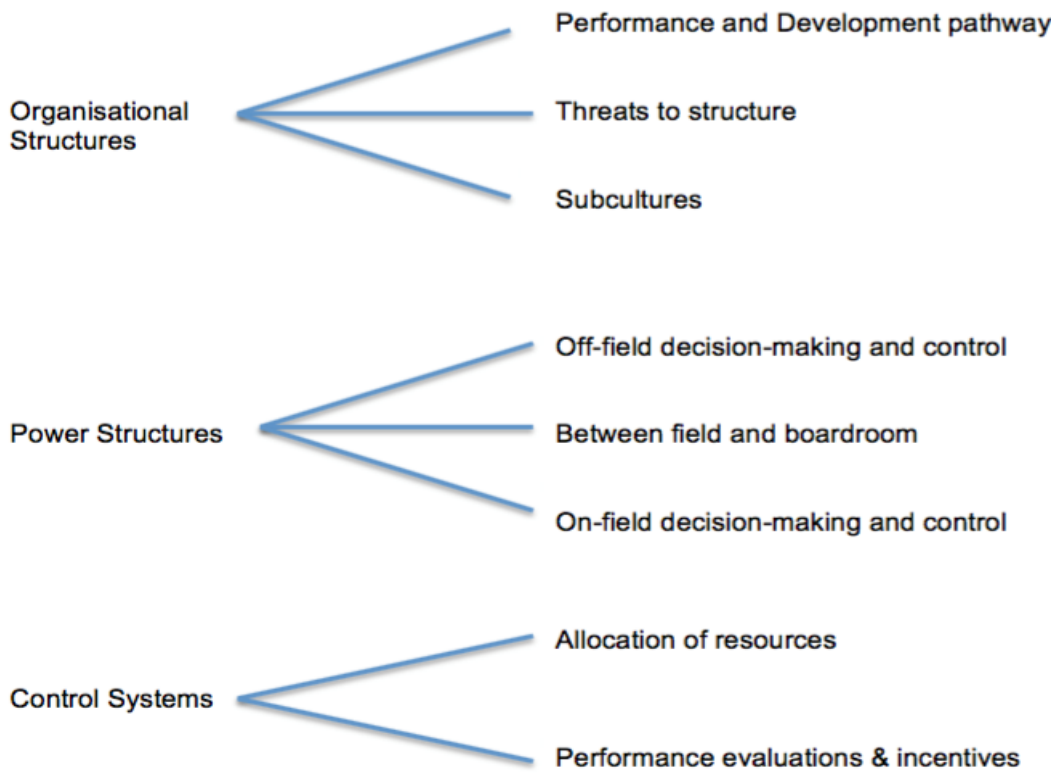 Performance and Development pathway
Organisational
Structures
Threats to structure
Subcultures
Off-field decision-making and control
Power Structures
Between field and boardroom
On-field decision-making and control
Allocation of resources
Control Systems
Performance evaluations & incentives